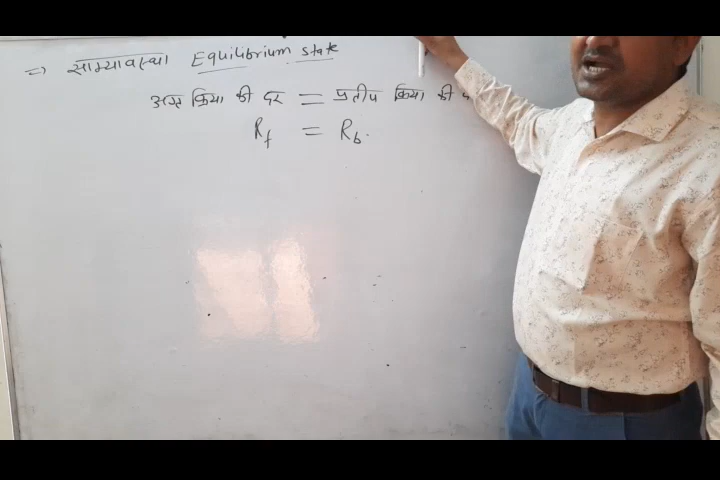 ⇒ साम्यावस्था Equilibrium state
अग्र क्रिया की दर = प्रतीप क्रिया की
Rf = Rb.